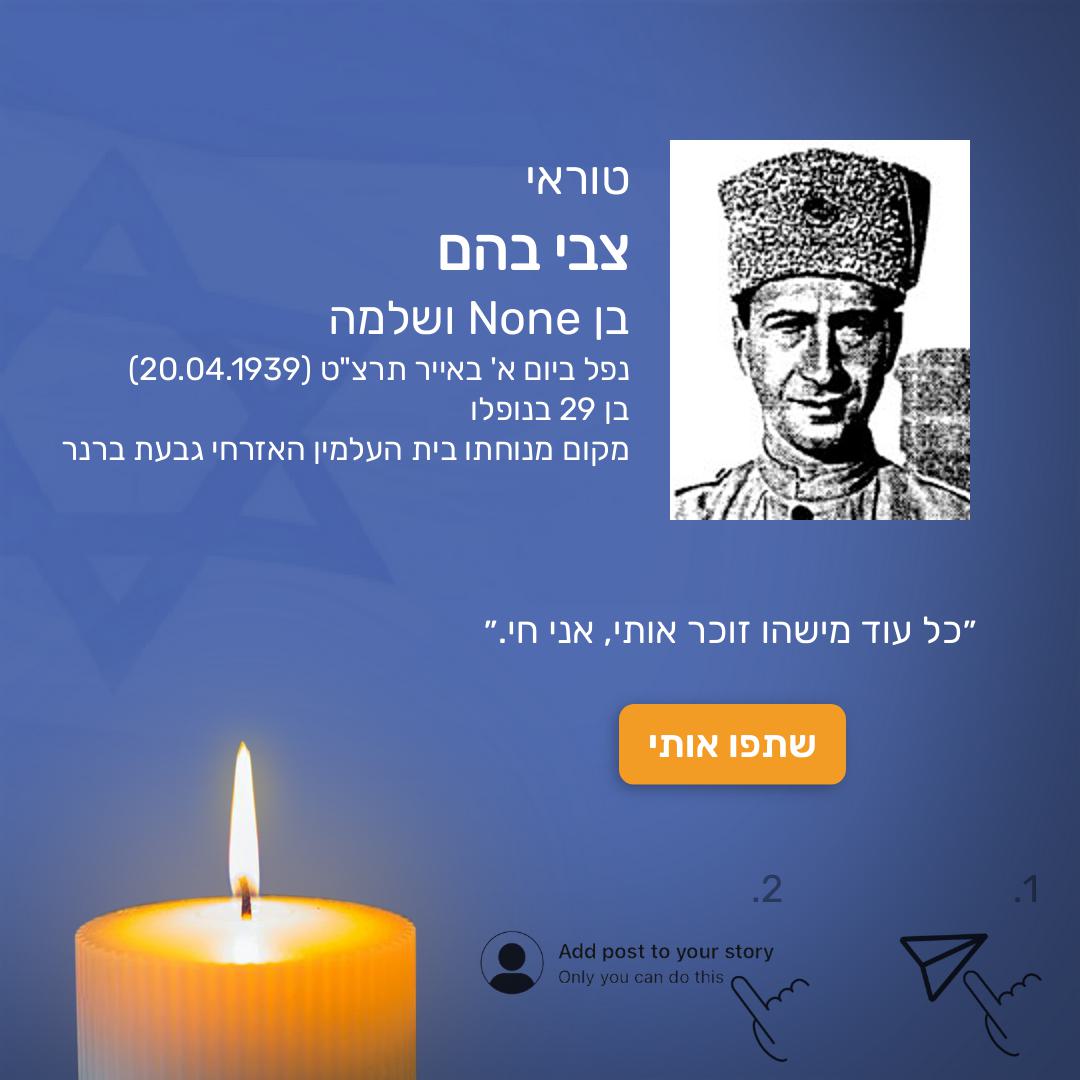 טוראי
צבי בהם
בן None ושלמה
נפל ביום א' באייר תרצ"ט (20.04.1939)
בן 29 בנופלו
מקום מנוחתו בית העלמין האזרחי גבעת ברנר
״כל עוד מישהו זוכר אותי, אני חי.״
שתפו אותי
1.
2.
Add post to your story
Only you can do this